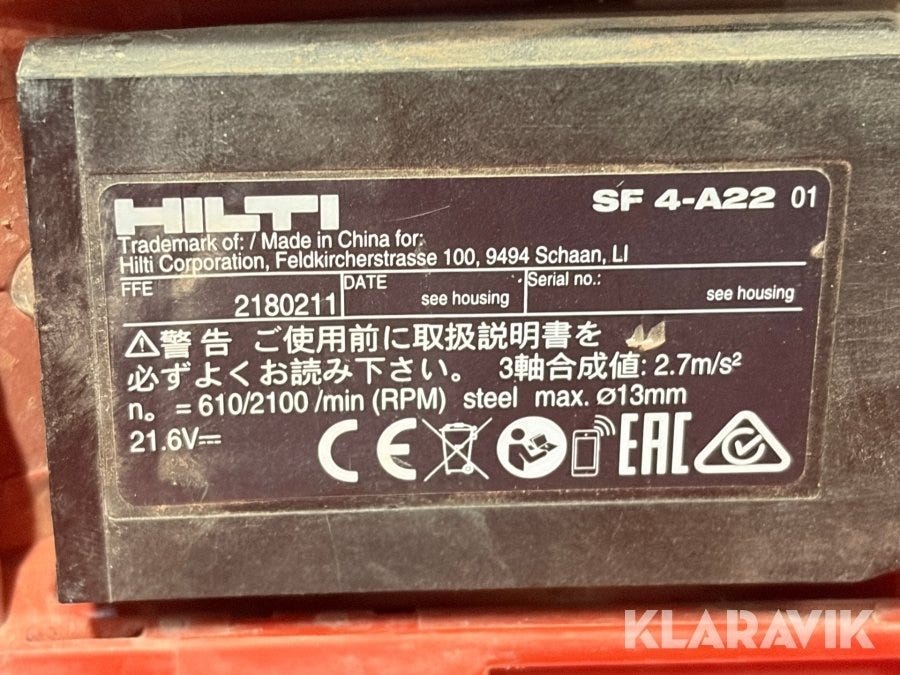 HILTI
SF 4-A22 01
Trademark of: / Made in China for:
Hilti Corporation, Feldkircherstrasse 100, 9494 Schaan, LI
FFE 2180211 DATE see housing Serial no.: see housing
⚠警告 ご使用前に取扱説明書を
必ずよくお読み下さい。 3軸合成値: 2.7m/s²
n₀ = 610/2100 /min (RPM) steel max. ø13mm
21.6V⎓ CE EAC
KLARAVIK